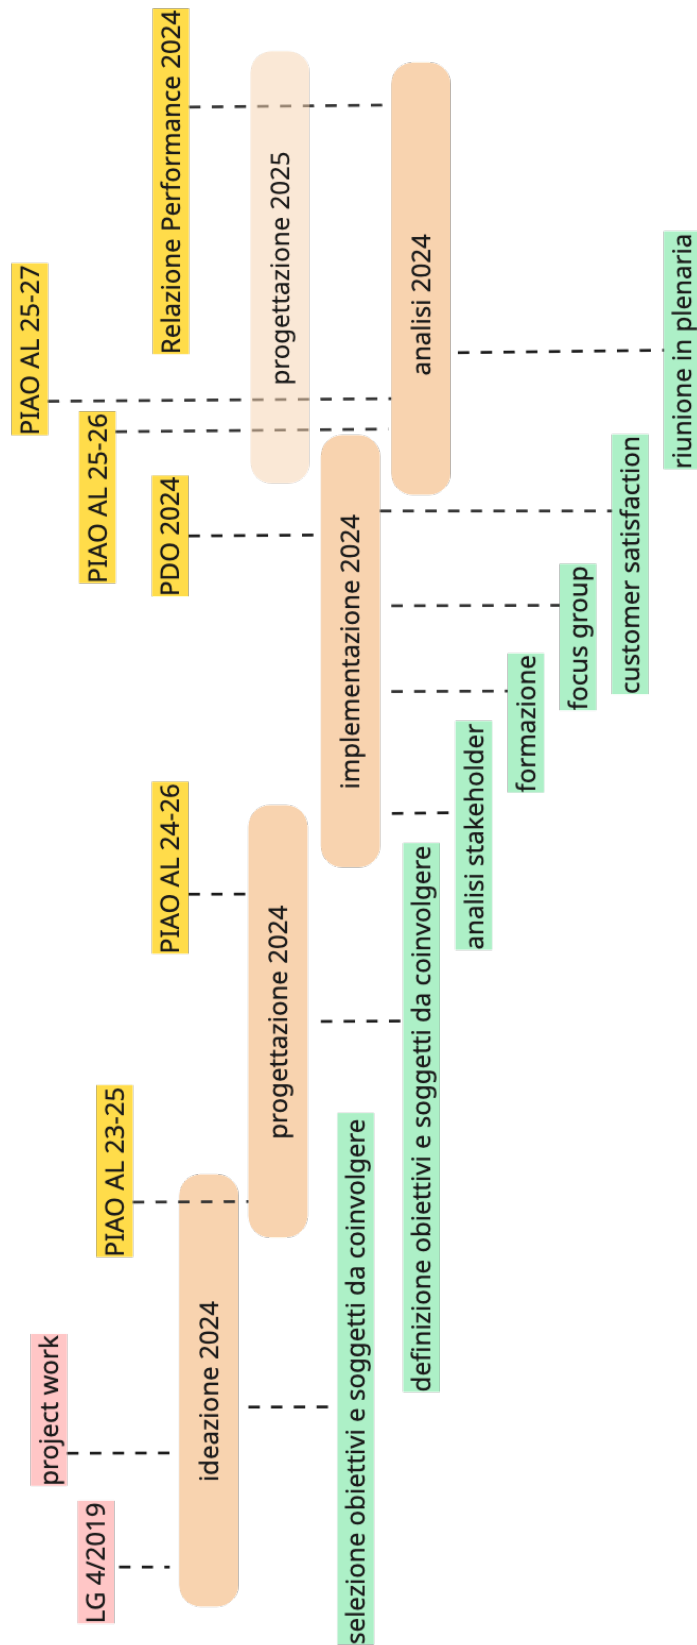 LG 4/2019
project work
PIAO AL 23-25
PIAO AL 24-26
PDO 2024
PIAO AL 25-26
PIAO AL 25-27
Relazione Performance 2024
ideazione 2024
progettazione 2024
implementazione 2024
progettazione 2025
analisi 2024
selezione obiettivi e soggetti da coinvolgere
definizione obiettivi e soggetti da coinvolgere
analisi stakeholder
formazione
focus group
customer satisfaction
riunione in plenaria